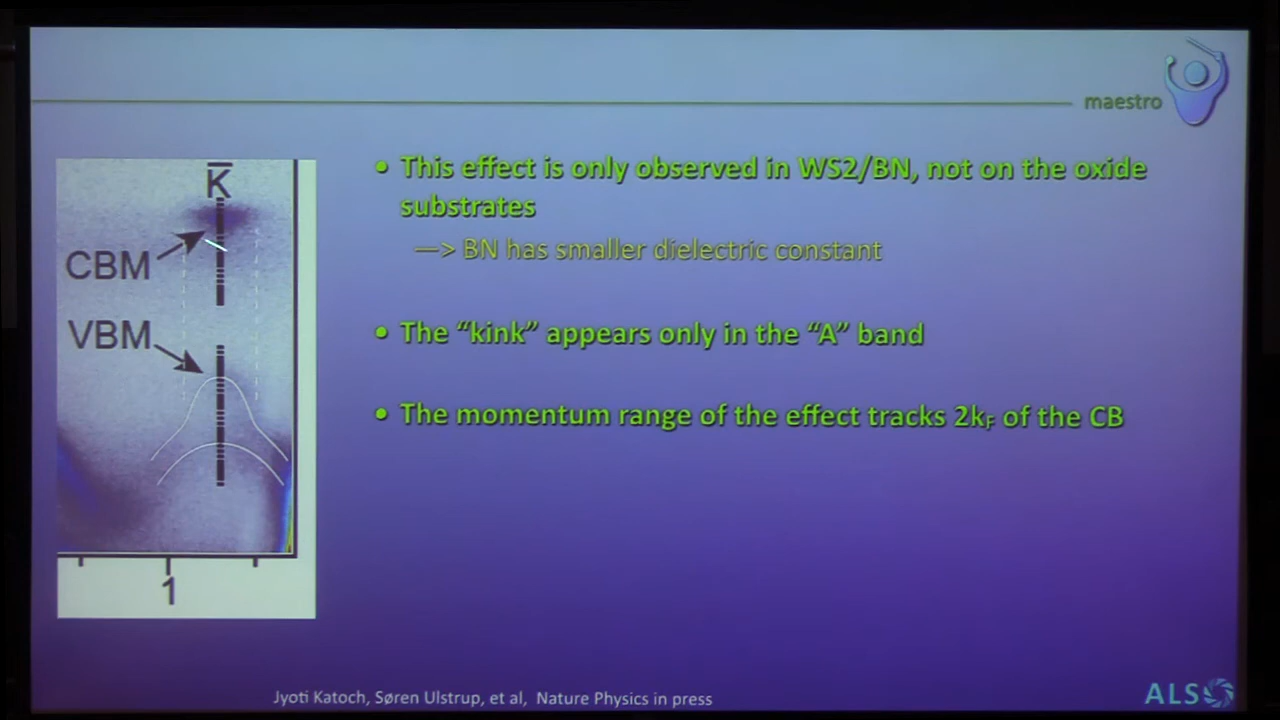 maestro
K
CBM
VBM
1
• This effect is only observed in WS2/BN, not on the oxide
substrates
—> BN has smaller dielectric constant
• The “kink” appears only in the “A” band
• The momentum range of the effect tracks 2kF of the CB
Jyoti Katoch, Søren Ulstrup, et al, Nature Physics in press
ALS